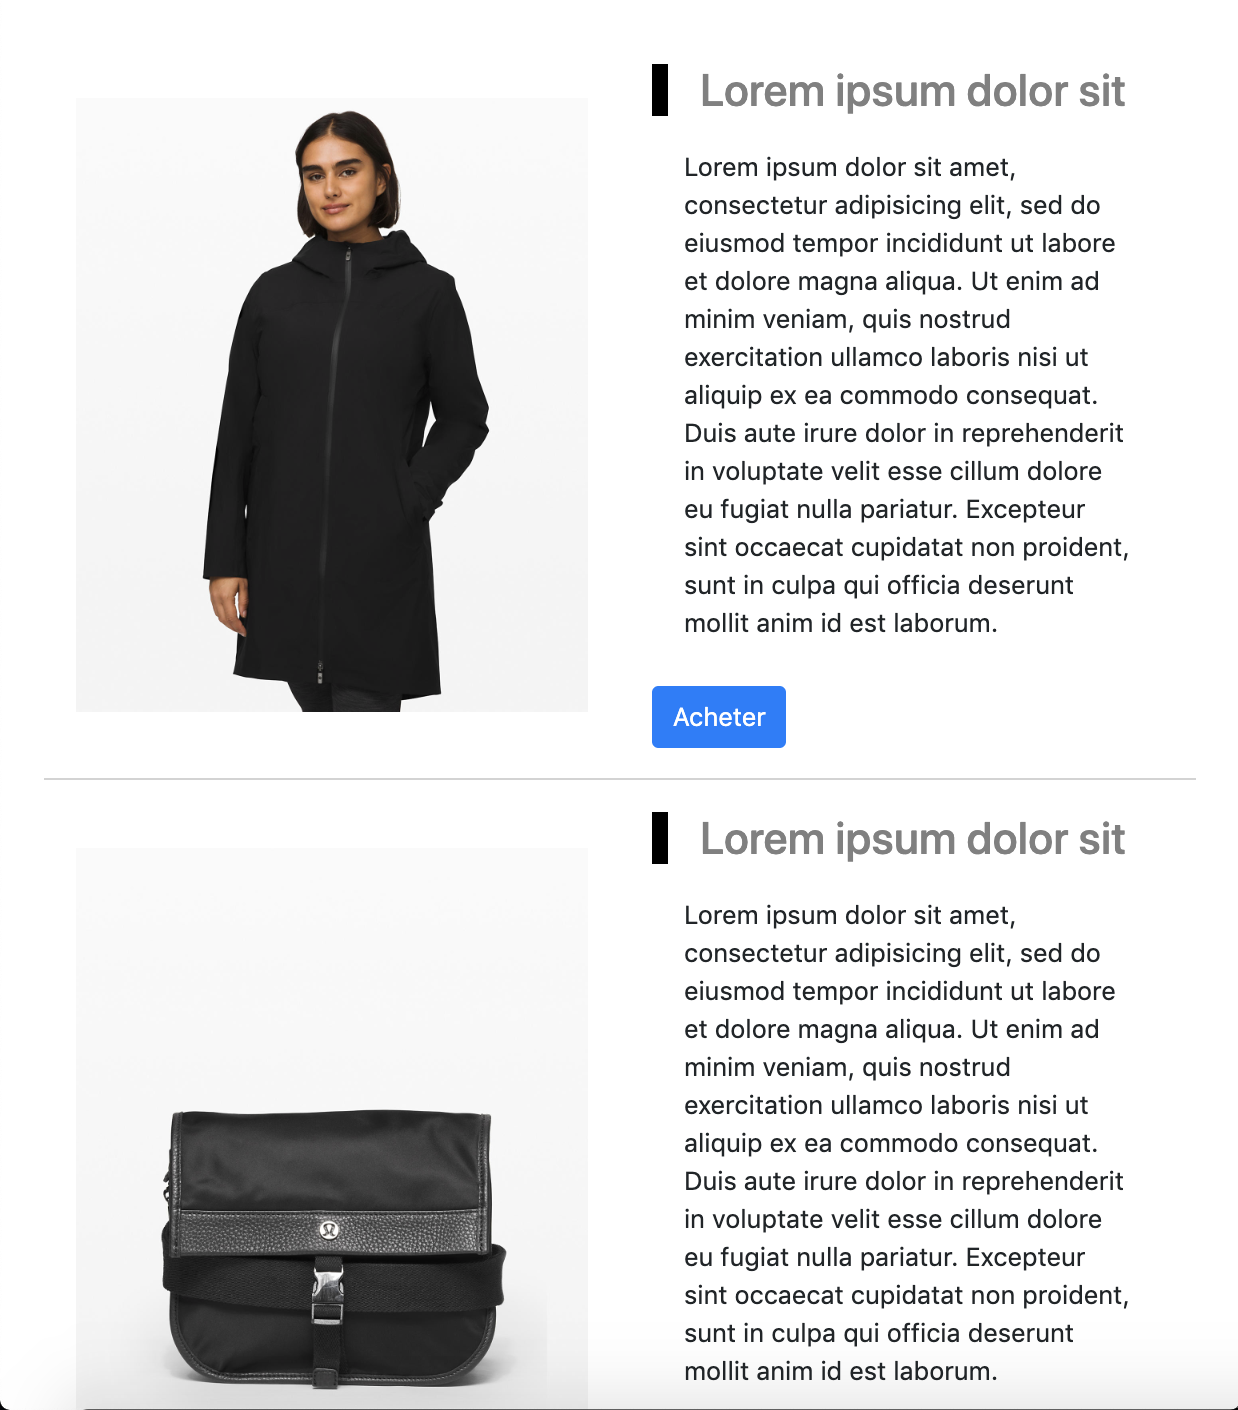 Lorem ipsum dolor sit
Lorem ipsum dolor sit amet,
consectetur adipisicing elit, sed do
eiusmod tempor incididunt ut labore
et dolore magna aliqua. Ut enim ad
minim veniam, quis nostrud
exercitation ullamco laboris nisi ut
aliquip ex ea commodo consequat.
Duis aute irure dolor in reprehenderit
in voluptate velit esse cillum dolore
eu fugiat nulla pariatur. Excepteur
sint occaecat cupidatat non proident,
sunt in culpa qui officia deserunt
mollit anim id est laborum.
Acheter
Lorem ipsum dolor sit
Lorem ipsum dolor sit amet,
consectetur adipisicing elit, sed do
eiusmod tempor incididunt ut labore
et dolore magna aliqua. Ut enim ad
minim veniam, quis nostrud
exercitation ullamco laboris nisi ut
aliquip ex ea commodo consequat.
Duis aute irure dolor in reprehenderit
in voluptate velit esse cillum dolore
eu fugiat nulla pariatur. Excepteur
sint occaecat cupidatat non proident,
sunt in culpa qui officia deserunt
mollit anim id est laborum.